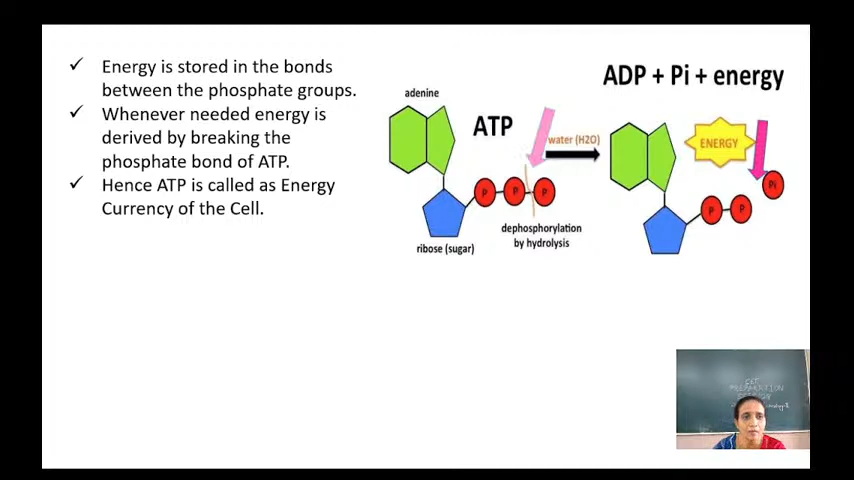 Energy is stored in the bonds
between the phosphate groups.
Whenever needed energy is
derived by breaking the
phosphate bond of ATP.
Hence ATP is called as Energy
Currency of the Cell.
ADP + Pi + energy
adenine
ATP
water (H2O)
ENERGY
P P P
Pi
P P
dephosphorylation
by hydrolysis
ribose (sugar)
PREPARATION